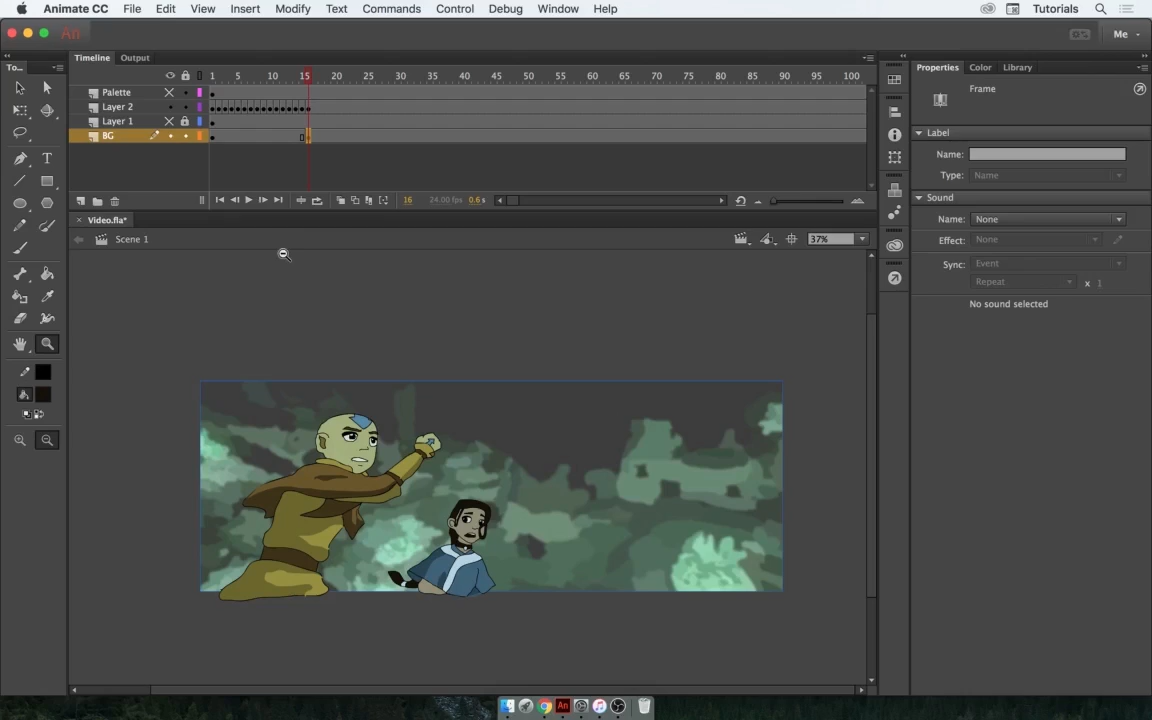 Animate CC File Edit View Insert Modify Text Commands Control Debug Window Help Tutorials
An Me
Timeline Output
To...
1 5 10 15 20 25 30 35 40 45 50 55 60 65 70 75 80 85 90 95 100
Palette
Layer 2
Layer 1
BG
16 24.00 fps 0.6 s
Video.fla*
Scene 1 37%
Properties Color Library
Frame
Label
Name:
Type: Name
Sound
Name: None
Effect: None
Sync: Event
Repeat x 1
No sound selected
An